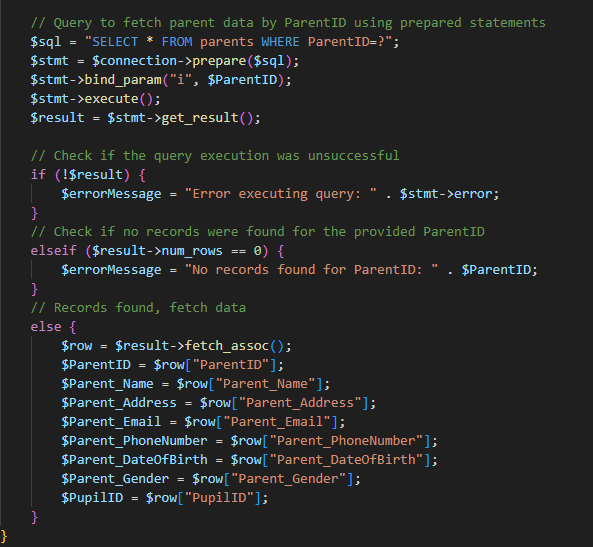 // Query to fetch parent data by ParentID using prepared statements
$sql = "SELECT * FROM parents WHERE ParentID=?";
$stmt = $connection->prepare($sql);
$stmt->bind_param("i", $ParentID);
$stmt->execute();
$result = $stmt->get_result();
// Check if the query execution was unsuccessful
if (!$result) {
$errorMessage = "Error executing query: " . $stmt->error;
}
// Check if no records were found for the provided ParentID
elseif ($result->num_rows == 0) {
$errorMessage = "No records found for ParentID: " . $ParentID;
}
// Records found, fetch data
else {
$row = $result->fetch_assoc();
$ParentID = $row["ParentID"];
$Parent_Name = $row["Parent_Name"];
$Parent_Address = $row["Parent_Address"];
$Parent_Email = $row["Parent_Email"];
$Parent_PhoneNumber = $row["Parent_PhoneNumber"];
$Parent_DateOfBirth = $row["Parent_DateOfBirth"];
$Parent_Gender = $row["Parent_Gender"];
$PupilID = $row["PupilID"];
}
}